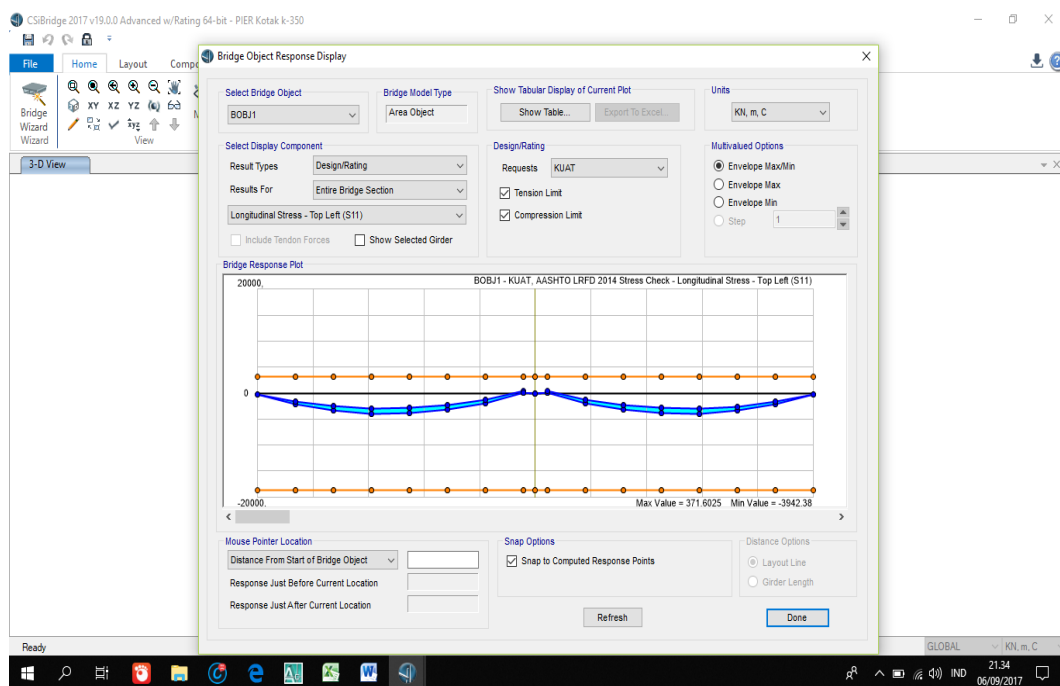 CSiBridge 2017 v19.0.0 Advanced w/Rating 64-bit - PIER Kotak k-350
File Home Layout Comp
XY XZ YZ
xyz
Bridge
Wizard
Wizard
View
3-D View
Bridge Object Response Display
Select Bridge Object
BOBJ1
Bridge Model Type
Area Object
Show Tabular Display of Current Plot
Show Table...
Export To Excel...
Units
KN, m, C
Select Display Component
Result Types
Design/Rating
Results For
Entire Bridge Section
Longitudinal Stress - Top Left (S11)
Include Tendon Forces
Show Selected Girder
Design/Rating
Requests
KUAT
Tension Limit
Compression Limit
Multivalued Options
Envelope Max/Min
Envelope Max
Envelope Min
Step
1
Bridge Response Plot
20000,
BOBJ1 - KUAT, AASHTO LRFD 2014 Stress Check - Longitudinal Stress - Top Left (S11)
0
-20000,
Max Value = 371.6025 Min Value = -3942.38
Mouse Pointer Location
Distance From Start of Bridge Object
Response Just Before Current Location
Response Just After Current Location
Snap Options
Snap to Computed Response Points
Distance Options
Layout Line
Girder Length
Refresh
Done
Ready
GLOBAL
KN, m, C
IND
21.34
06/09/2017